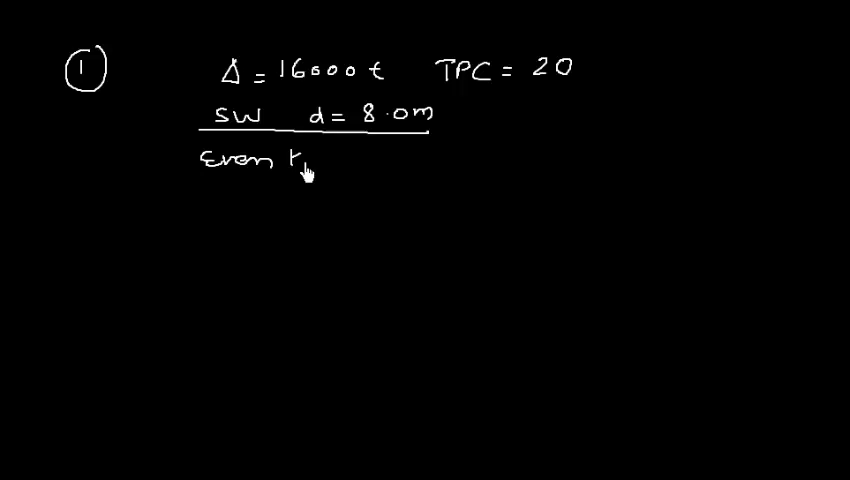 1 Δ = 16000 t TPC = 20
SW d = 8.0m
Even